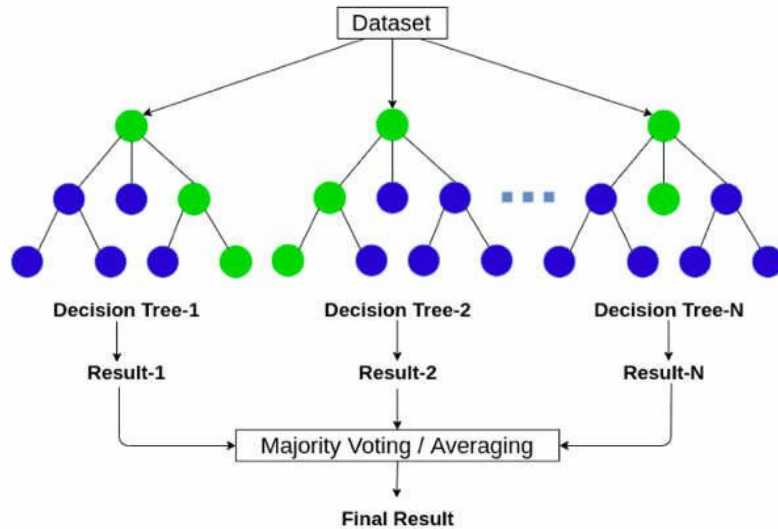 Dataset
Decision Tree-1
Decision Tree-2
Decision Tree-N
Result-1
Result-2
Result-N
Majority Voting / Averaging
Final Result